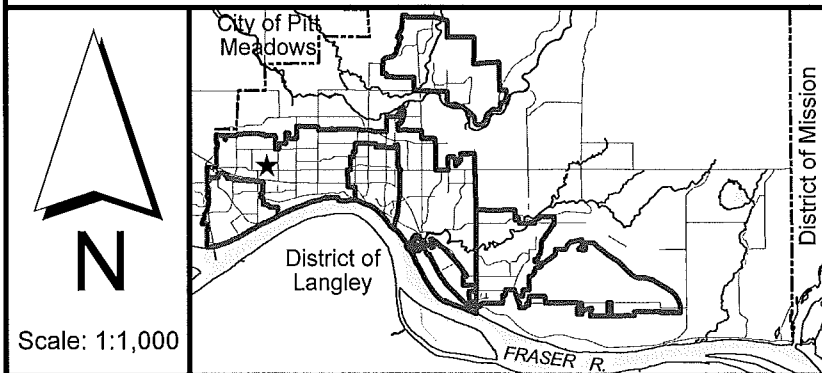 City of Pitt
Meadows
District of Mission
District of
Langley
N
Scale: 1:1,000
FRASER R.